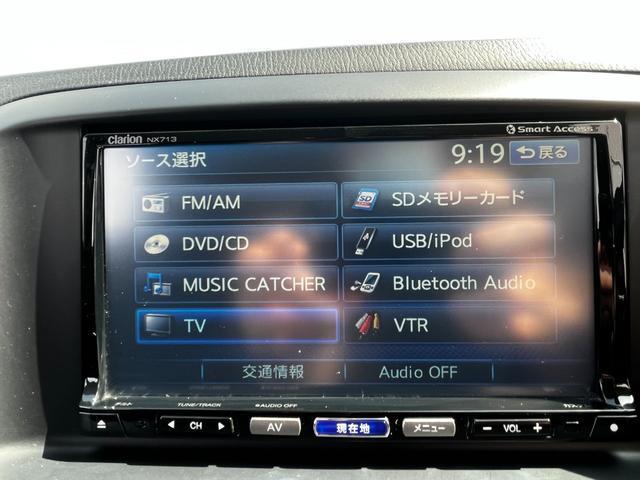 clarion NX713
Smart Access
ソース選択 9:19 戻る
FM/AM SDメモリーカード
DVD/CD USB/iPod
MUSIC CATCHER Bluetooth Audio
TV VTR
交通情報 Audio OFF
TUNE/TRACK AUDIO OFF
CH AV 現在地 メニュー − VOL +